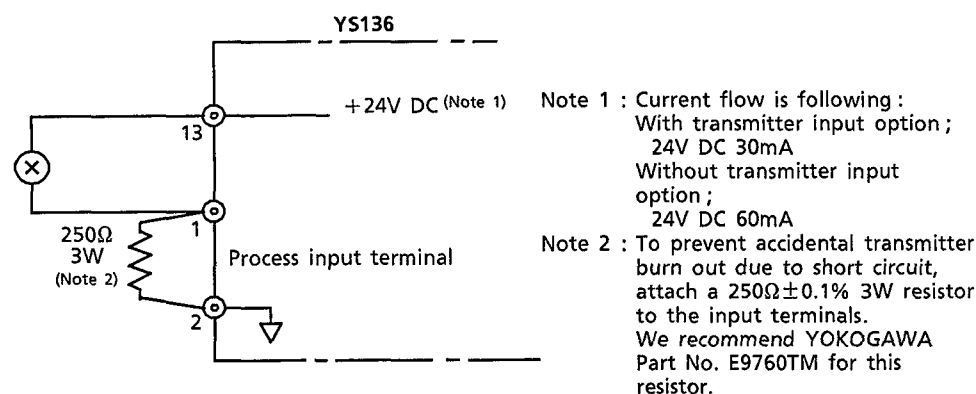 YS136
+24V DC (Note 1)
13
1
250Ω
3W
(Note 2)
Process input terminal
2
Note 1 : Current flow is following :
With transmitter input option ;
24V DC 30mA
Without transmitter input
option ;
24V DC 60mA
Note 2 : To prevent accidental transmitter
burn out due to short circuit,
attach a 250Ω±0.1% 3W resistor
to the input terminals.
We recommend YOKOGAWA
Part No. E9760TM for this
resistor.